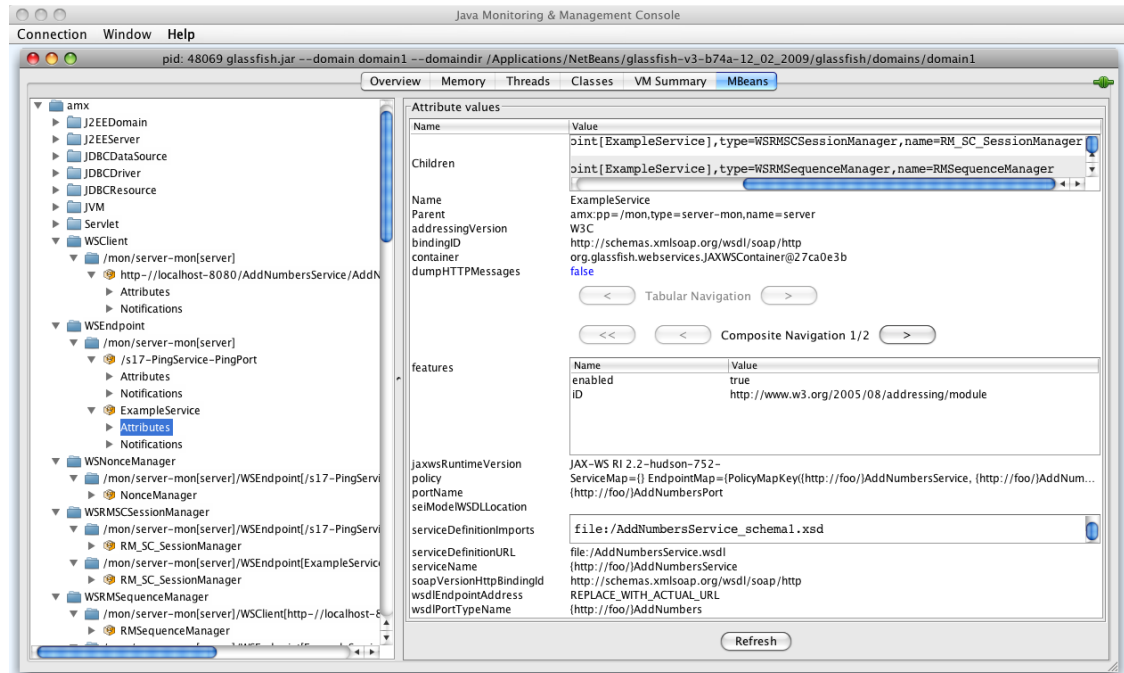 Java Monitoring & Management Console
Connection Window Help
pid: 48069 glassfish.jar --domain domain1 --domaindir /Applications/NetBeans/glassfish-v3-b74a-12_02_2009/glassfish/domains/domain1
Overview Memory Threads Classes VM Summary MBeans
amx
J2EEDomain
J2EEServer
JDBCDataSource
JDBCDriver
JDBCResource
JVM
Servlet
WSClient
/mon/server-mon[server]
http-//localhost-8080/AddNumbersService/AddN
Attributes
Notifications
WSEndpoint
/mon/server-mon[server]
/s17-PingService-PingPort
Attributes
Notifications
ExampleService
Attributes
Notifications
WSNonceManager
/mon/server-mon[server]/WSEndpoint[/s17-PingServi
NonceManager
WSRMSCSessionManager
/mon/server-mon[server]/WSEndpoint[/s17-PingServi
RM_SC_SessionManager
/mon/server-mon[server]/WSEndpoint[ExampleService
RM_SC_SessionManager
WSRMSequenceManager
/mon/server-mon[server]/WSClient[http-//localhost-8
RMSequenceManager
Attribute values
Name Value
Children
oint[ExampleService],type=WSRMSCSessionManager,name=RM_SC_SessionManager
oint[ExampleService],type=WSRMSequenceManager,name=RMSequenceManager
Name ExampleService
Parent amx:pp=/mon,type=server-mon,name=server
addressingVersion W3C
bindingID http://schemas.xmlsoap.org/wsdl/soap/http
container org.glassfish.webservices.JAXWSContainer@27ca0e3b
dumpHTTPMessages false
< Tabular Navigation >
<< < Composite Navigation 1/2 >
features
Name Value
enabled true
iD http://www.w3.org/2005/08/addressing/module
jaxwsRuntimeVersion JAX-WS RI 2.2-hudson-752-
policy ServiceMap={} EndpointMap={PolicyMapKey({http://foo/}AddNumbersService, {http://foo/}AddNum...
portName {http://foo/}AddNumbersPort
seiModelWSDLLocation
serviceDefinitionImports file:/AddNumbersService_schema1.xsd
serviceDefinitionURL file:/AddNumbersService.wsdl
serviceName {http://foo/}AddNumbersService
soapVersionHttpBindingId http://schemas.xmlsoap.org/wsdl/soap/http
wsdlEndpointAddress REPLACE_WITH_ACTUAL_URL
wsdlPortTypeName {http://foo/}AddNumbers
Refresh